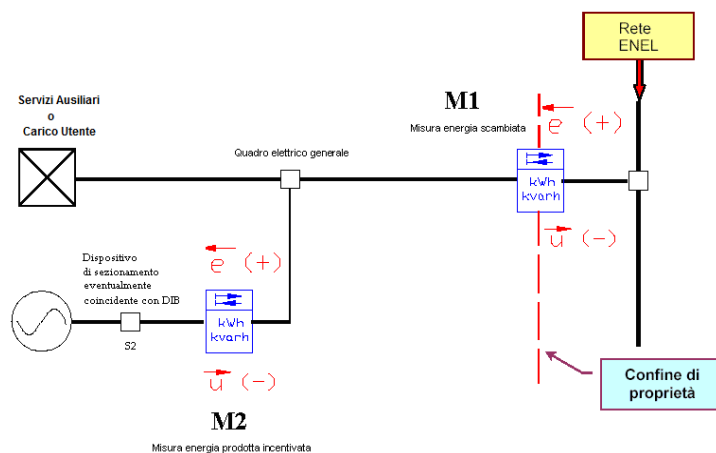 Rete
ENEL
Servizi Ausiliari
o
Carico Utente
M1
Misura energia scambiata
e (+)
Quadro elettrico generale
kWh
kvarh
u (-)
Dispositivo
di sezionamento
eventualmente
coincidente con DIB
e (+)
kWh
kvarh
S2
u (-)
Confine di
proprietà
M2
Misura energia prodotta incentivata